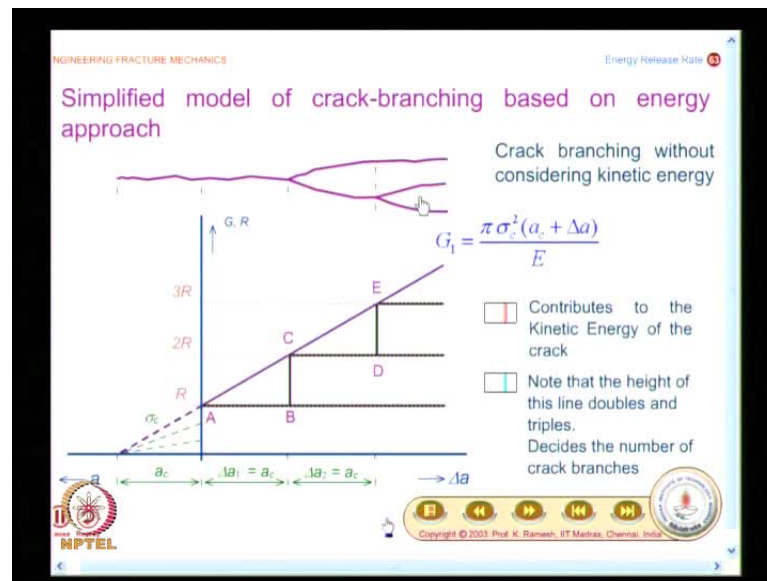 NGINEERING FRACTURE MECHANICS
Energy Release Rate 63
Simplified model of crack-branching based on energy
approach
Crack branching without
considering kinetic energy
G, R
G_I = πσ_c²(a_c + Δa) / E
3R
E
2R
C
D
R
σc
A
B
Contributes to the
Kinetic Energy of the
crack
Note that the height of
this line doubles and
triples.
Decides the number of
crack branches
a
ac
Δa1 = ac
Δa2 = ac
Δa
NPTEL
Copyright © 2003 Prof. K. Ramesh, IIT Madras, Chennai, India